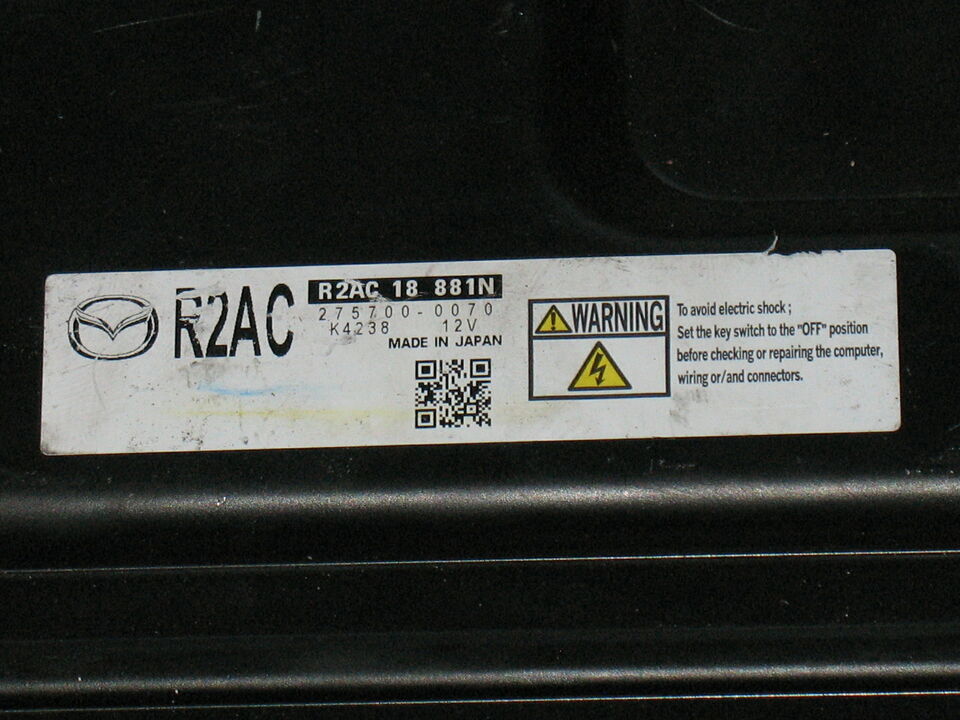 R2AC
R2AC 18 881N
275700-0070
K4238 12V
MADE IN JAPAN
WARNING
To avoid electric shock ;
Set the key switch to the "OFF" position
before checking or repairing the computer,
wiring or/and connectors.